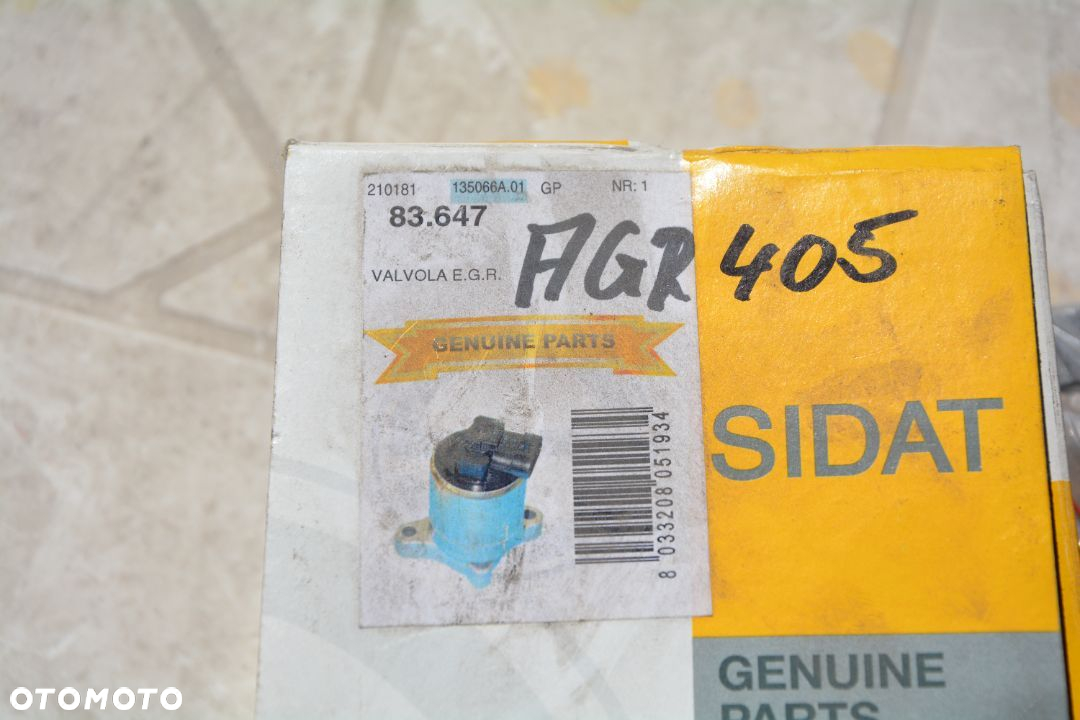 210181 135066A.01 GP NR: 1
83.647
AGR 405
VALVOLA E.G.R.
GENUINE PARTS
SIDAT
8 033208 051934
GENUINE
PARTS
OTOMOTO